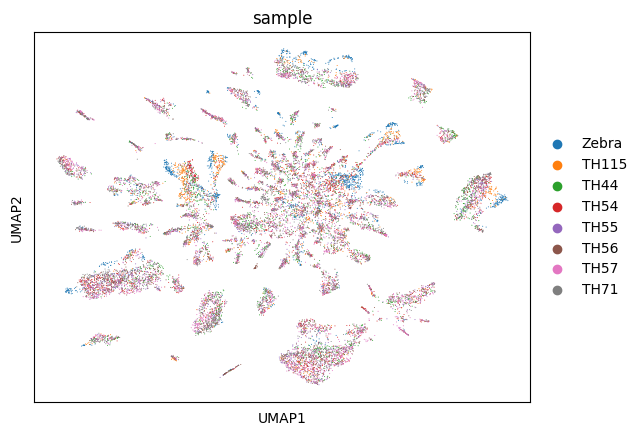 sample
UMAP2
UMAP1
Zebra
TH115
TH44
TH54
TH55
TH56
TH57
TH71